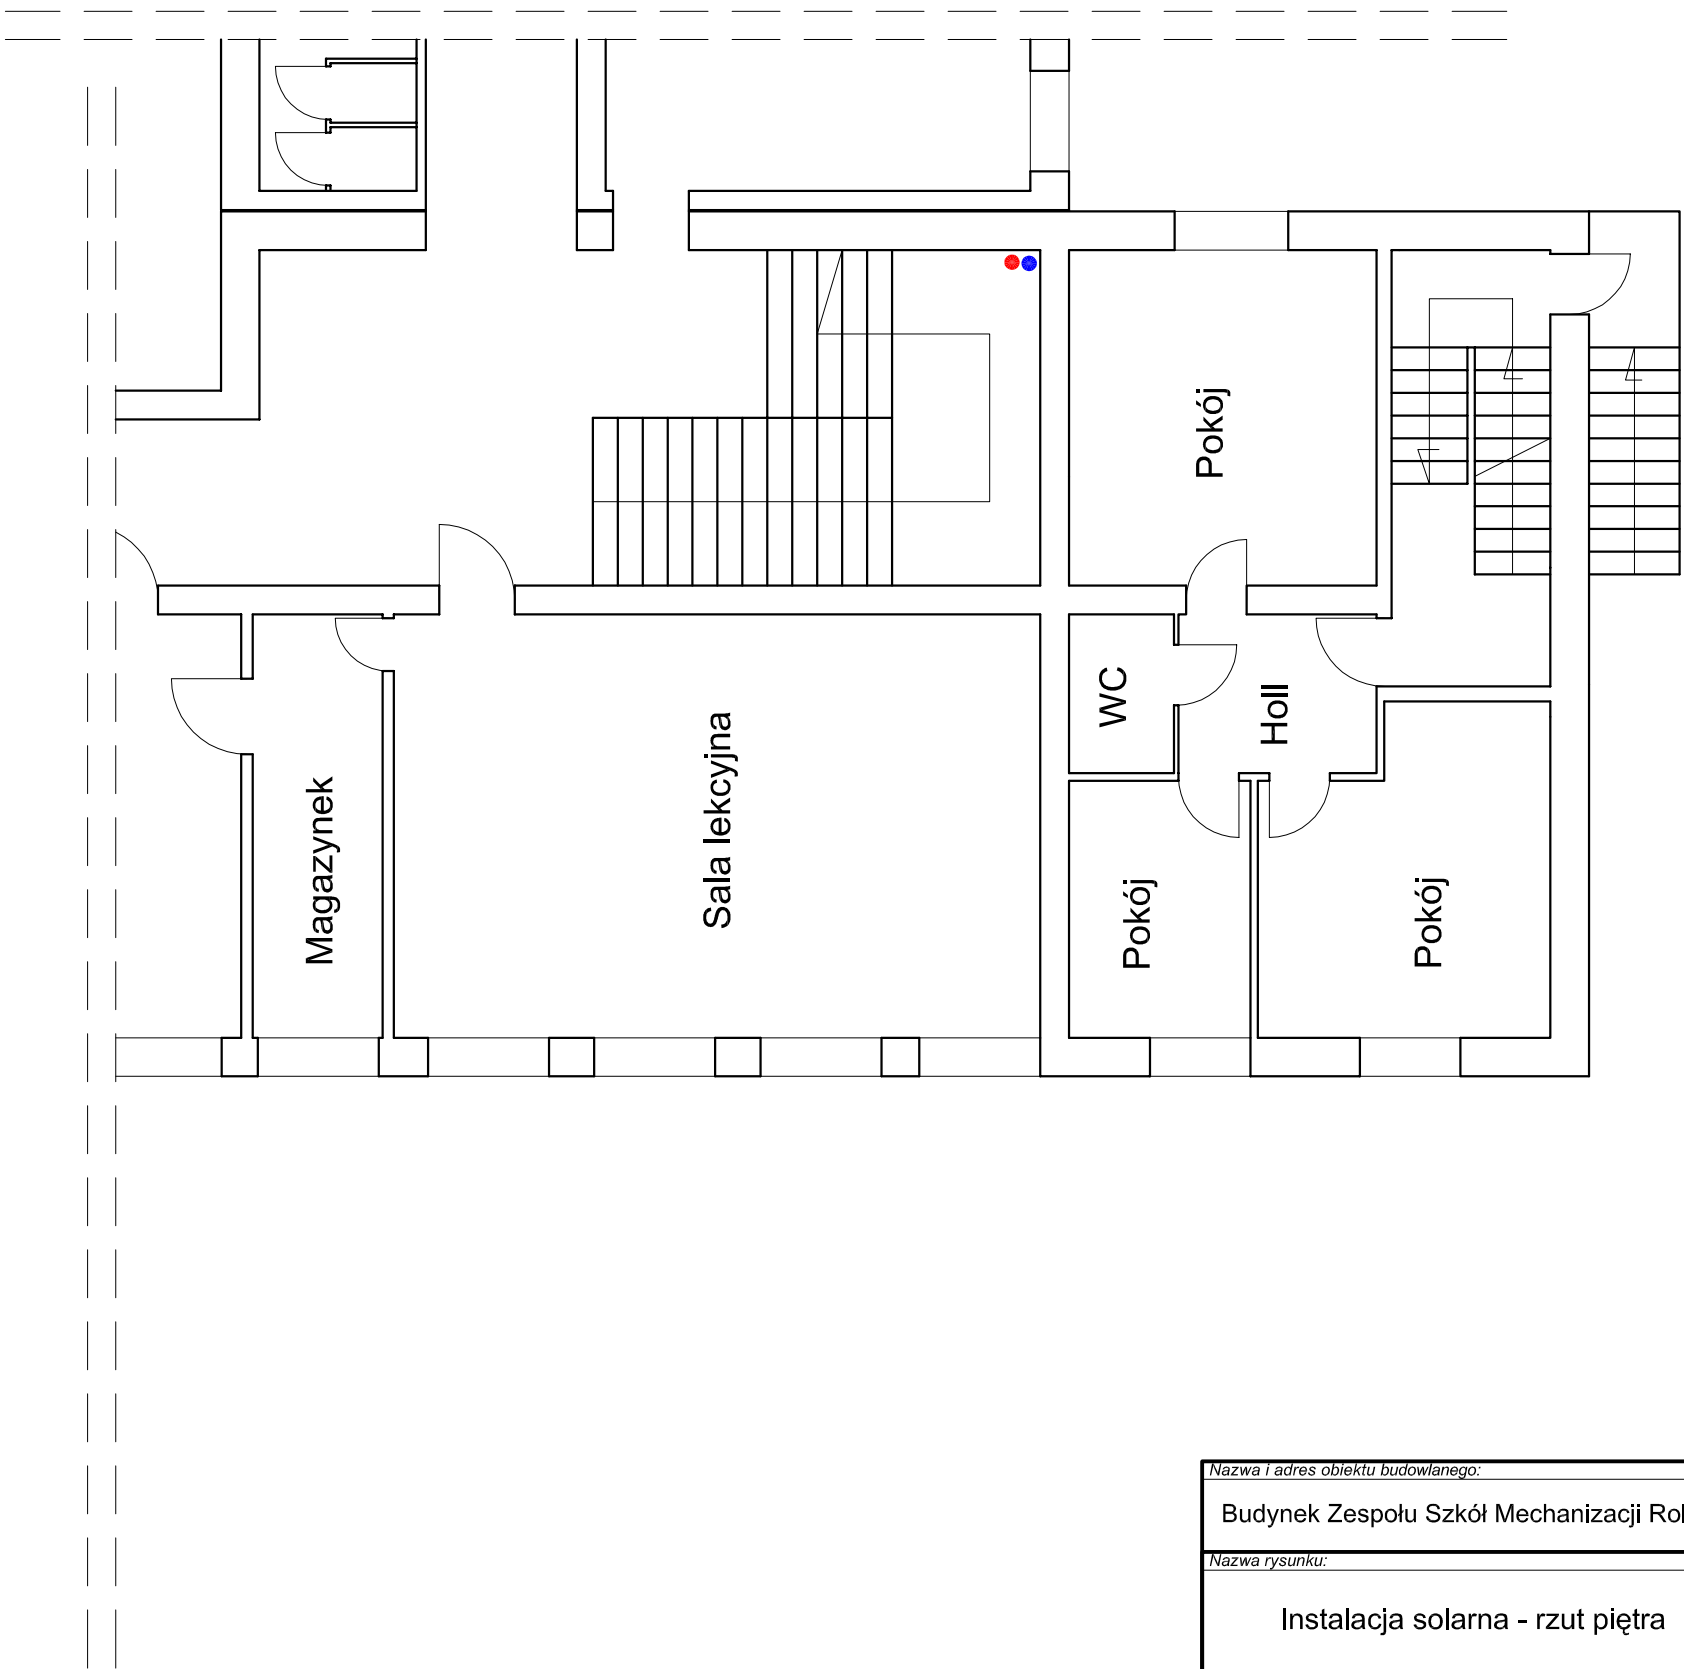 Pokój
WC
Holl
Magazynek
Sala lekcyjna
Pokój
Pokój
Nazwa i adres obiektu budowlanego:
Budynek Zespołu Szkół Mechanizacji
Nazwa rysunku:
Instalacja solarna - rzut piętra